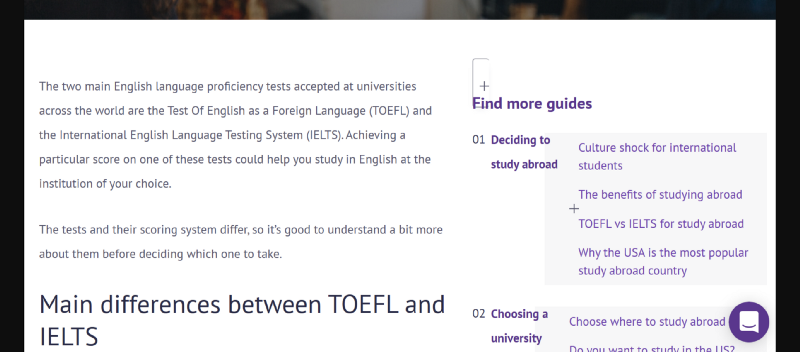 The two main English language proficiency tests accepted at universities
across the world are the Test Of English as a Foreign Language (TOEFL) and
the International English Language Testing System (IELTS). Achieving a
particular score on one of these tests could help you study in English at the
institution of your choice.
The tests and their scoring system differ, so it's good to understand a bit more
about them before deciding which one to take.
Main differences between TOEFL and
IELTS
+
Find more guides
01 Deciding to
study abroad
+
Culture shock for international
students
The benefits of studying abroad
TOEFL vs IELTS for study abroad
Why the USA is the most popular
study abroad country
02 Choosing a
university
Choose where to study abroad
Do you want to study in the US?